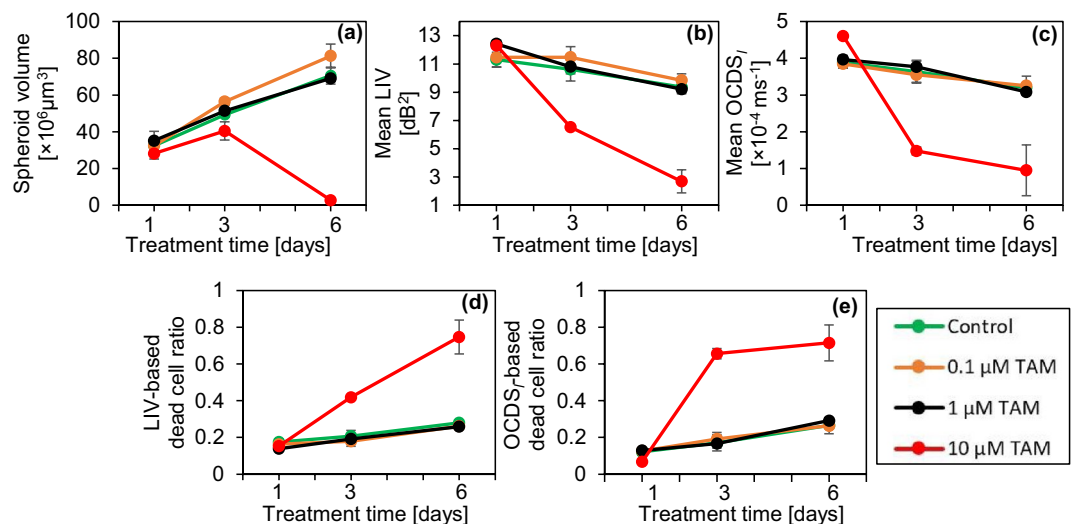 (a)
Spheroid volume
[×10⁶μm³]
100
80
60
40
20
0
1
3
6
Treatment time [days]
(b)
Mean LIV
[dB²]
13
11
9
7
5
3
1
1
3
6
Treatment time [days]
(c)
Mean OCDSₗ
[×10⁻⁴ ms⁻¹]
5
4
3
2
1
0
1
3
6
Treatment time [days]
(d)
LIV-based
dead cell ratio
1
0.8
0.6
0.4
0.2
0
1
3
6
Treatment time [days]
(e)
OCDSₗ-based
dead cell ratio
1
0.8
0.6
0.4
0.2
0
1
3
6
Treatment time [days]
Control
0.1 μM TAM
1 μM TAM
10 μM TAM